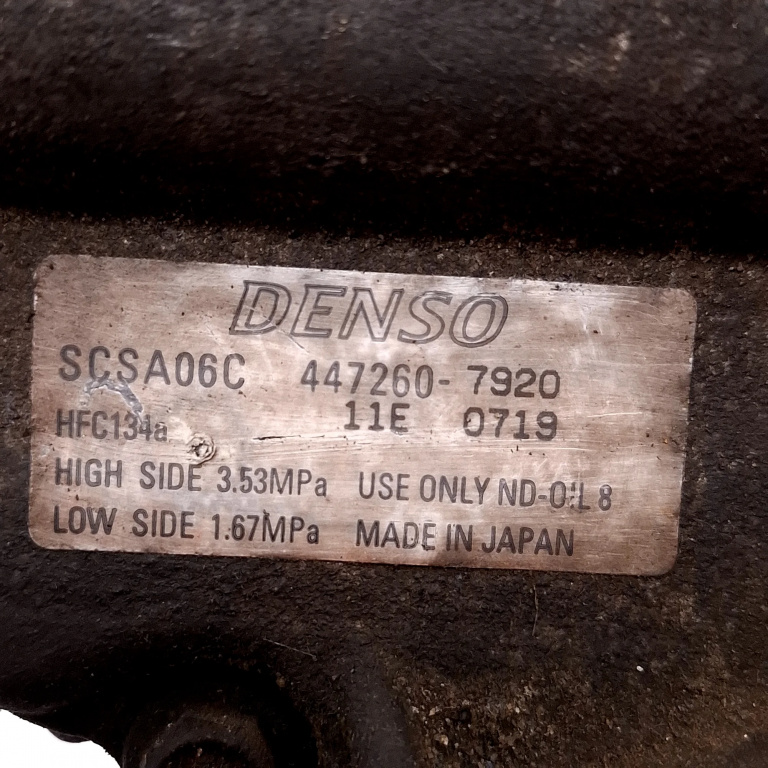 DENSO
SCSA06C 447260-7920
11E 0719
HFC134a
HIGH SIDE 3.53MPa USE ONLY ND-OIL 8
LOW SIDE 1.67MPa MADE IN JAPAN